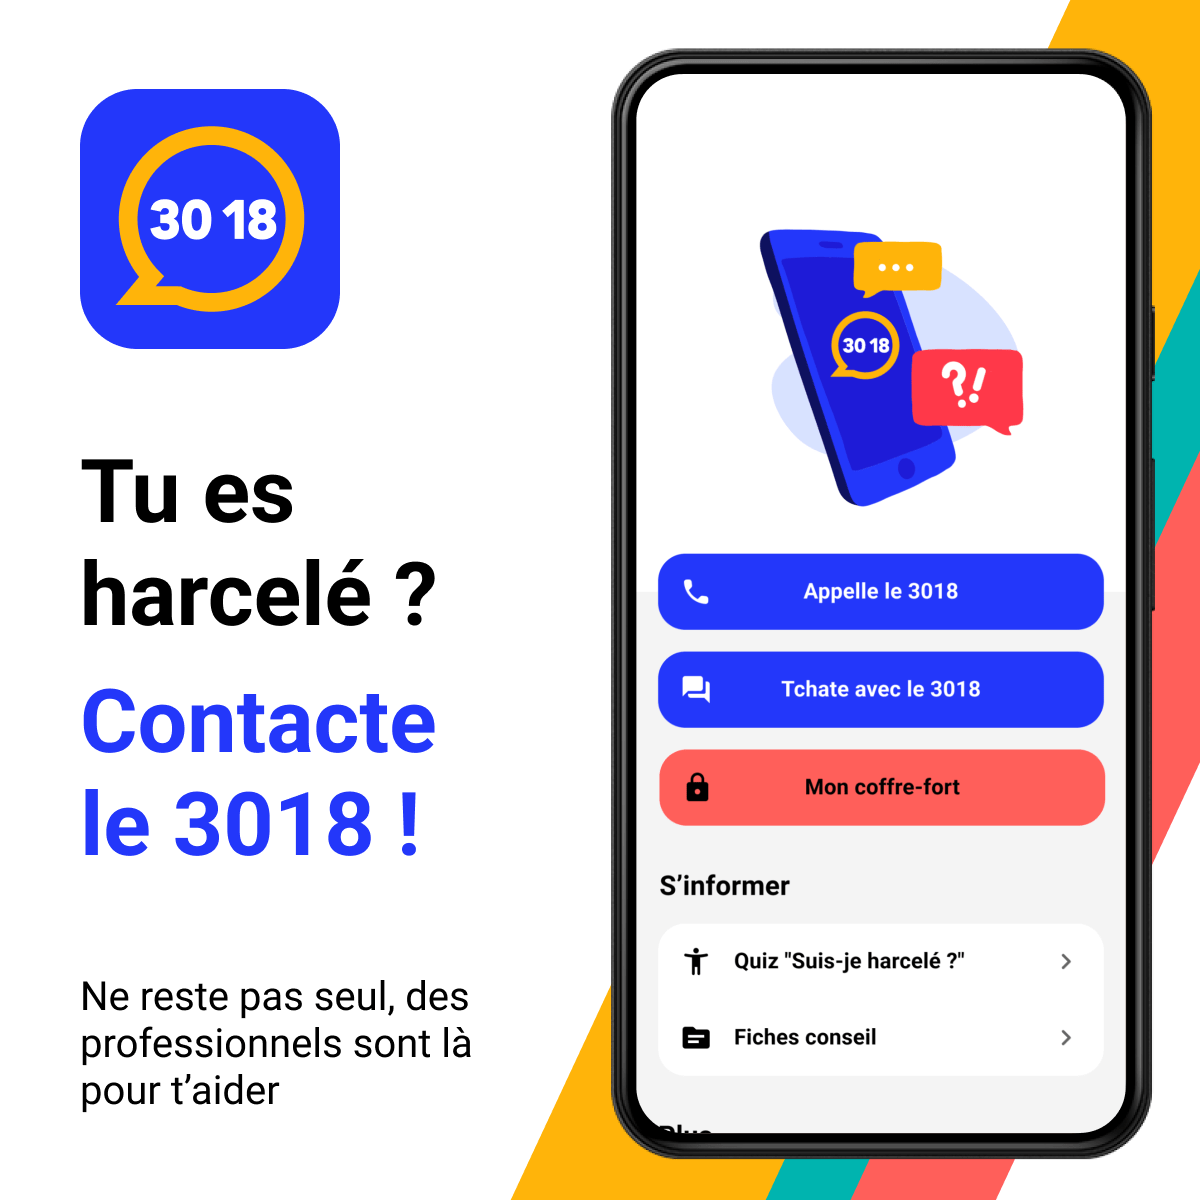 30 18
Tu es
harcelé ?
Contacte
le 3018 !
Ne reste pas seul, des
professionnels sont là
pour t’aider
30 18
?!
Appelle le 3018
Tchate avec le 3018
Mon coffre-fort
S’informer
Quiz "Suis-je harcelé ?"
Fiches conseil
Plus